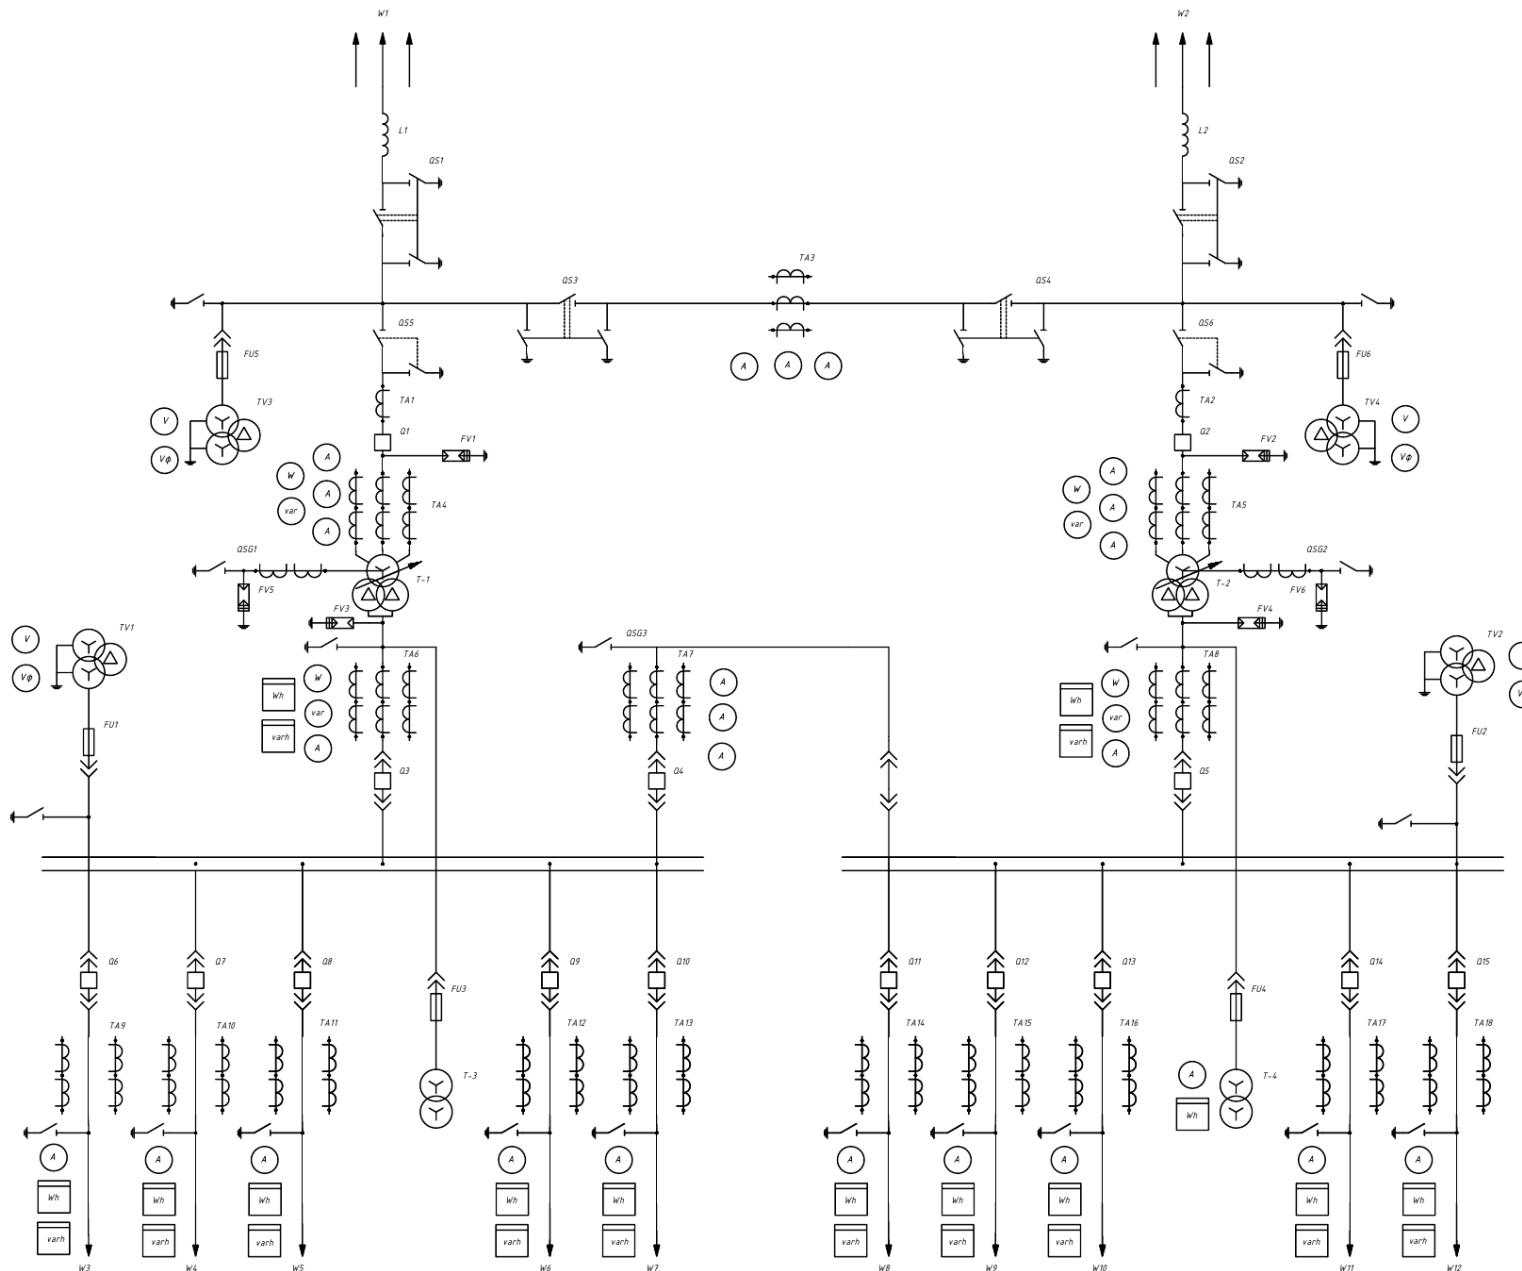 W1
W2
L1
L2
QS1
QS2
TA3
QS3
QS4
QS5
QS6
FU5
FU6
A
A
A
TA1
TA2
TV3
TV4
V
V
Q1
Q2
FV1
FV2
Vφ
Vφ
A
W
A
var
A
TA4
A
W
A
var
A
TA5
QSG1
QSG2
T-1
T-2
FV5
FV6
FV3
FV4
TV1
TV2
V
Vφ
V
QSG3
TA6
TA7
TA8
Wh
W
var
varh
A
A
A
A
Wh
W
var
varh
A
FU1
FU2
Q3
Q4
Q5
Q6
Q7
Q8
Q9
Q10
Q11
Q12
Q13
Q14
Q15
FU3
FU4
TA9
TA10
TA11
TA12
TA13
TA14
TA15
TA16
TA17
TA18
T-3
T-4
A
Wh
A
A
A
A
A
A
A
A
A
A
Wh
Wh
Wh
Wh
Wh
Wh
Wh
Wh
Wh
Wh
varh
varh
varh
varh
varh
varh
varh
varh
varh
varh
W3
W4
W5
W6
W7
W8
W9
W10
W11
W12